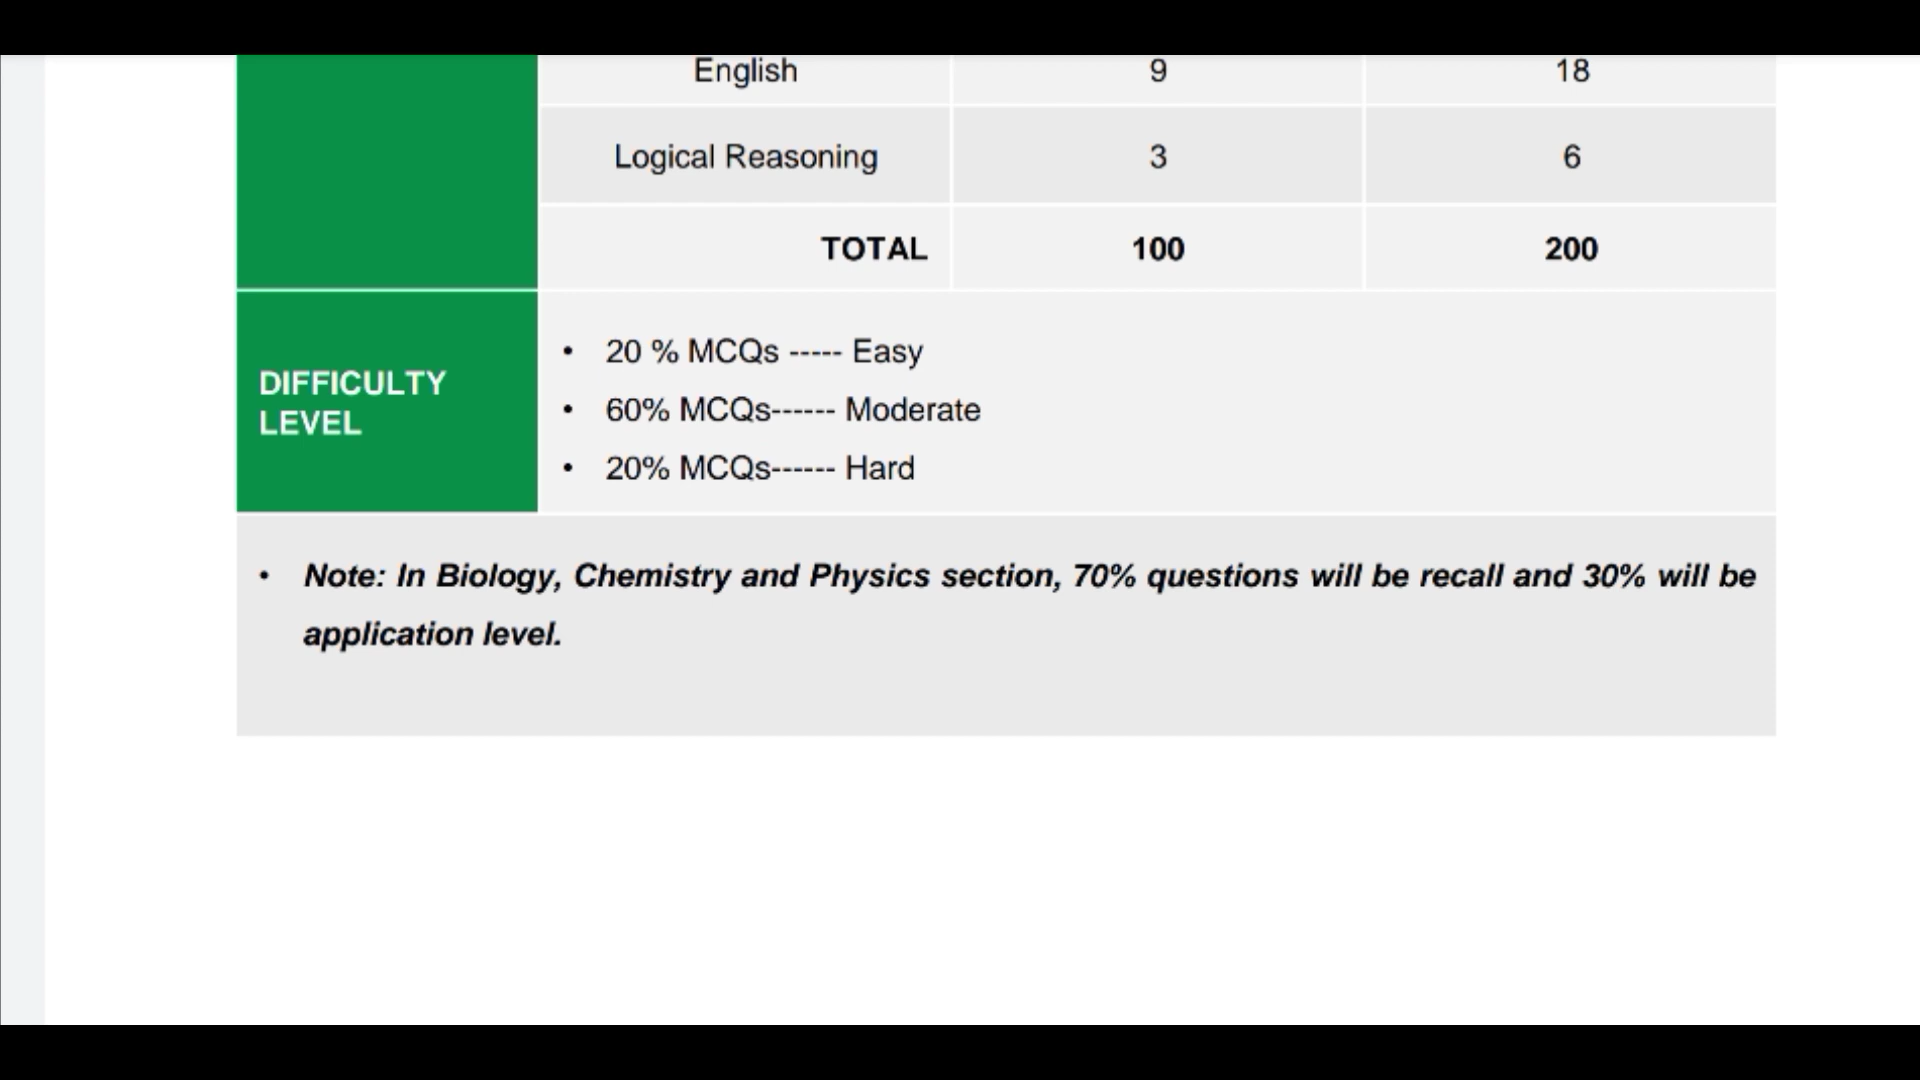 English 9 18
Logical Reasoning 3 6
TOTAL 100 200
DIFFICULTY
LEVEL
• 20 % MCQs ----- Easy
• 60% MCQs------ Moderate
• 20% MCQs------ Hard
• Note: In Biology, Chemistry and Physics section, 70% questions will be recall and 30% will be
application level.